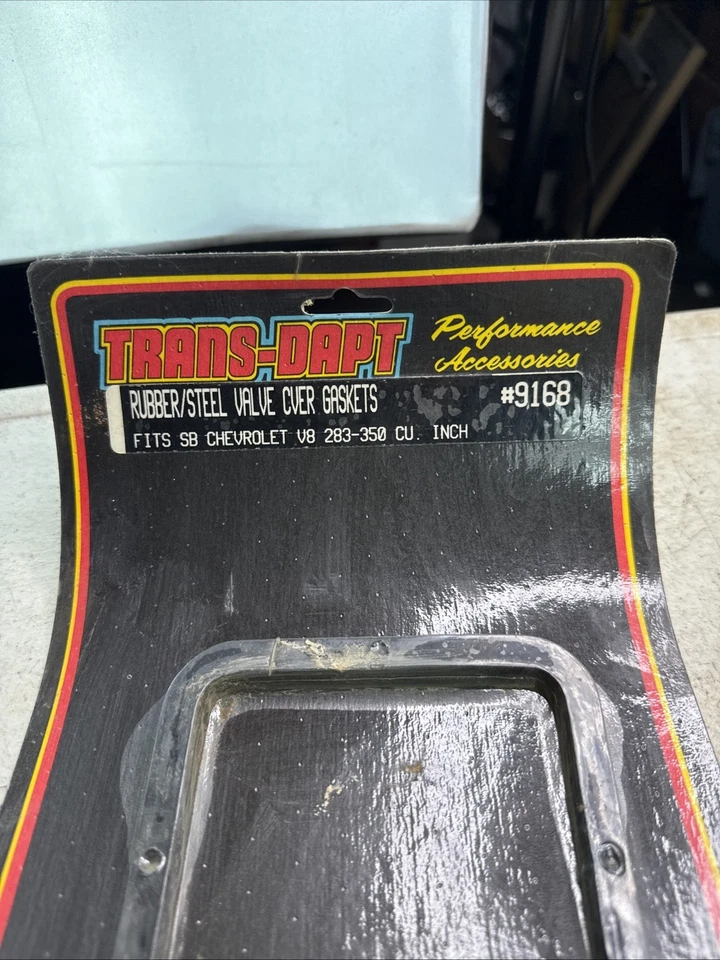 TRANS-DAPT
Performance
Accessories
RUBBER/STEEL VALVE CVER GASKETS #9168
FITS SB CHEVROLET V8 283-350 CU. INCH